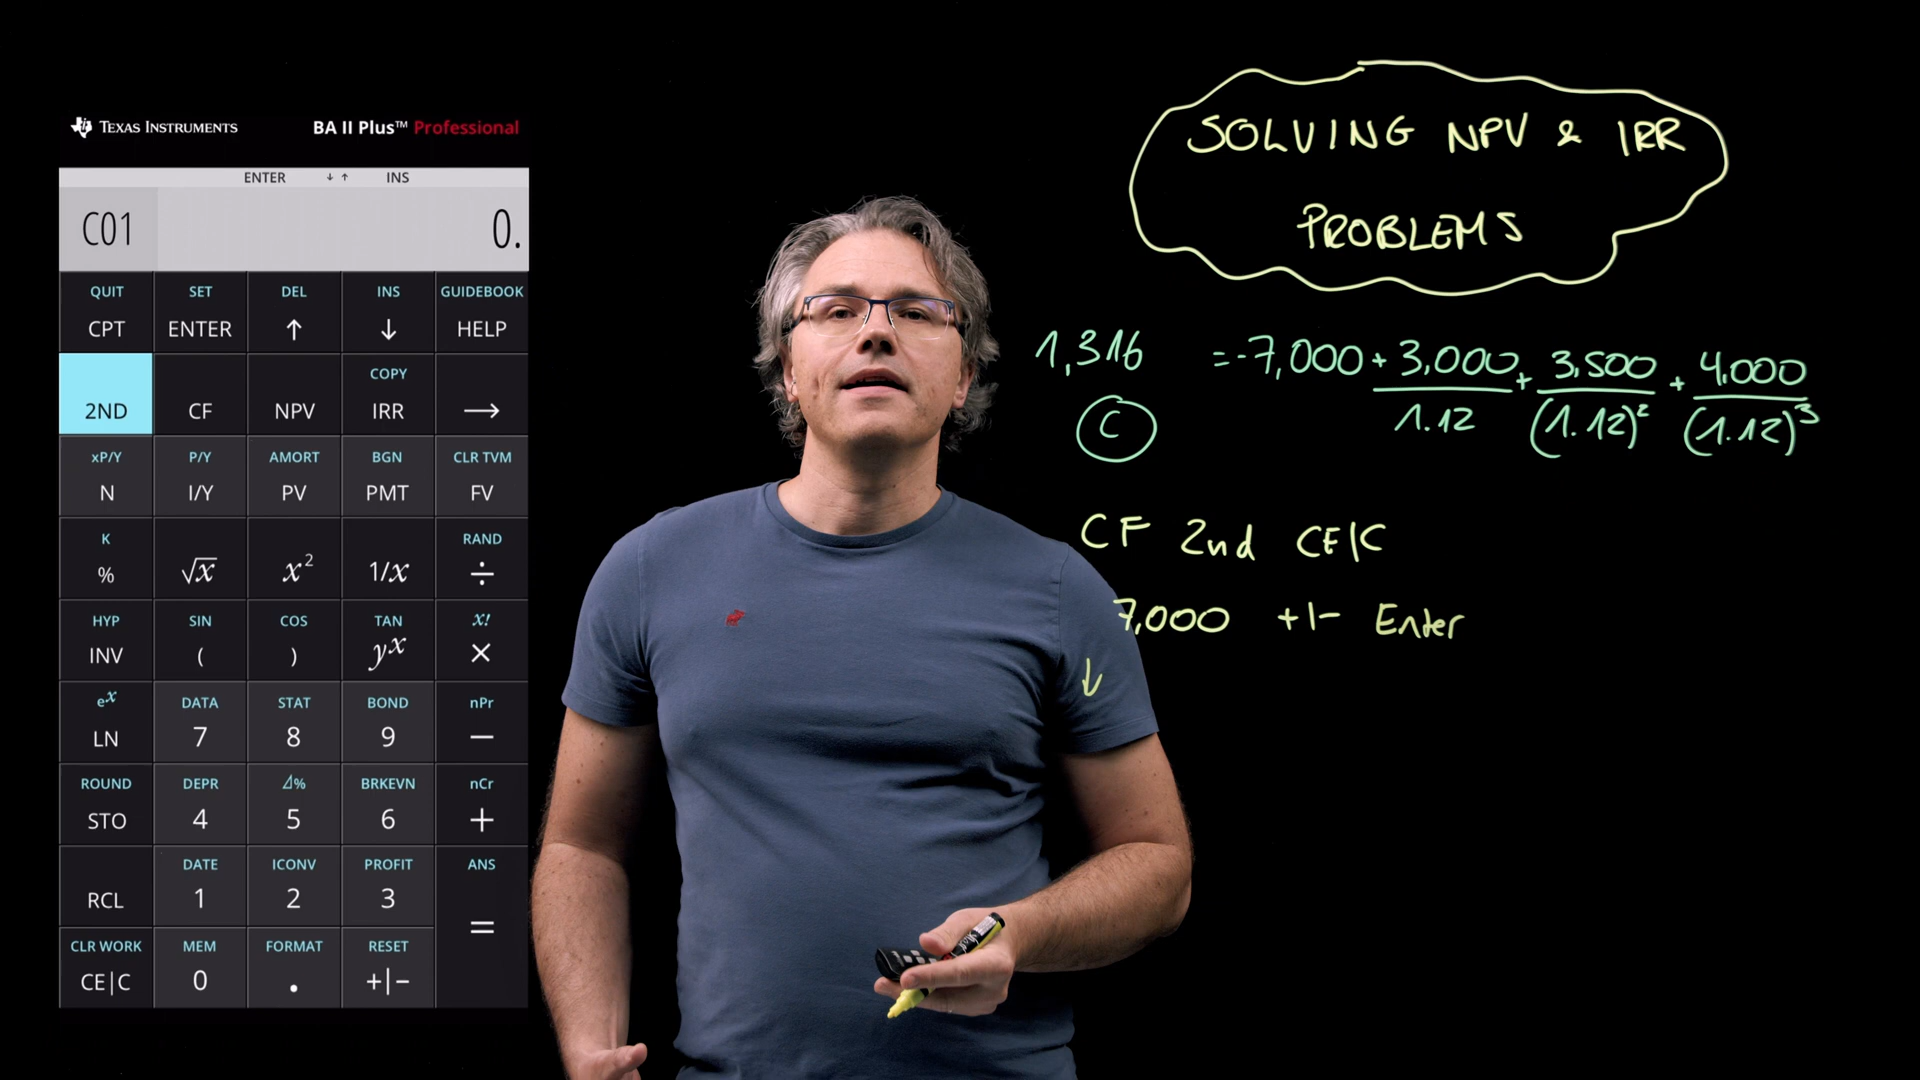 TEXAS INSTRUMENTS BA II Plus™ Professional
ENTER ↓ ↑ INS
C01 0.
QUIT SET DEL INS GUIDEBOOK
CPT ENTER ↑ ↓ HELP
COPY
2ND CF NPV IRR →
xP/Y P/Y AMORT BGN CLR TVM
N I/Y PV PMT FV
K RAND
% √x x² 1/x ÷
HYP SIN COS TAN x!
INV ( ) yˣ ×
eˣ DATA STAT BOND nPr
LN 7 8 9 −
ROUND DEPR Δ% BRKEVN nCr
STO 4 5 6 +
DATE ICONV PROFIT ANS
RCL 1 2 3 =
CLR WORK MEM FORMAT RESET
CE|C 0 . +|−
SOLVING NPV & IRR
PROBLEMS
1,316 = -7,000 + 3,000/1.12 + 3,500/(1.12)² + 4,000/(1.12)³
C
CF 2nd CE|C
7,000 +|− Enter
↓